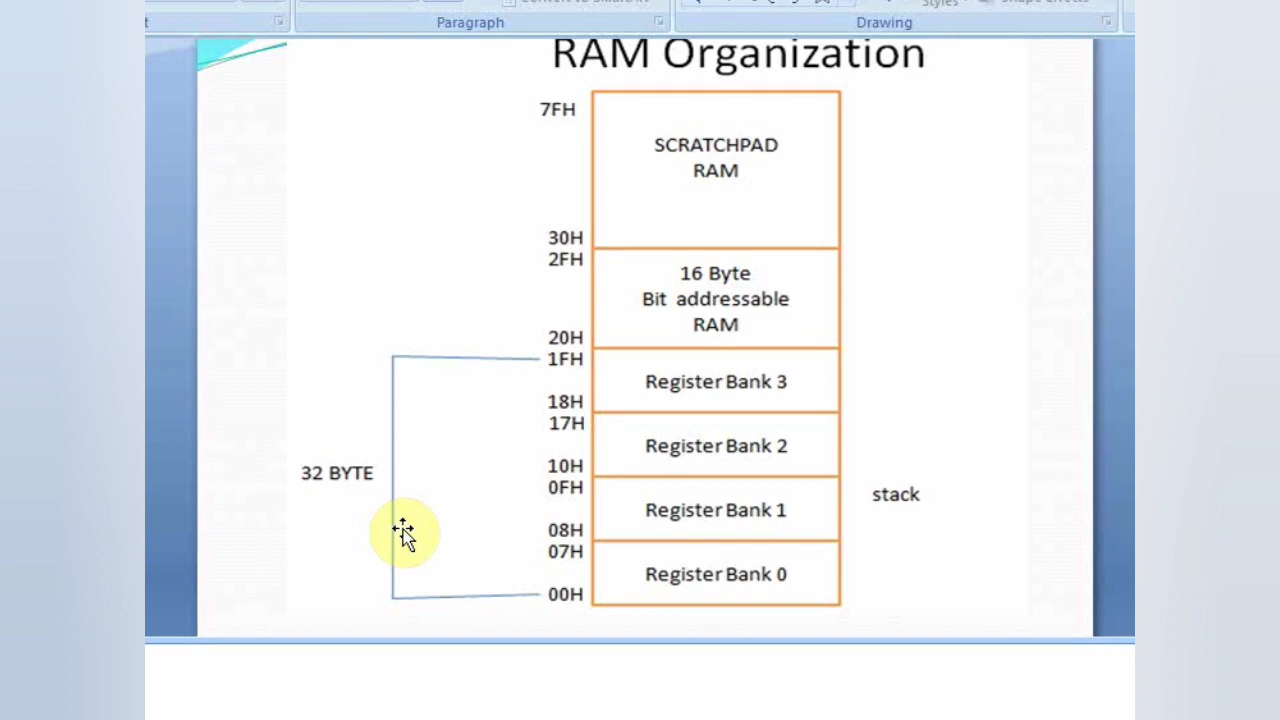 Paragraph
Drawing
RAM Organization
7FH
SCRATCHPAD
RAM
30H
2FH
16 Byte
Bit addressable
RAM
20H
1FH
Register Bank 3
18H
17H
Register Bank 2
32 BYTE
10H
0FH
stack
Register Bank 1
08H
07H
Register Bank 0
00H